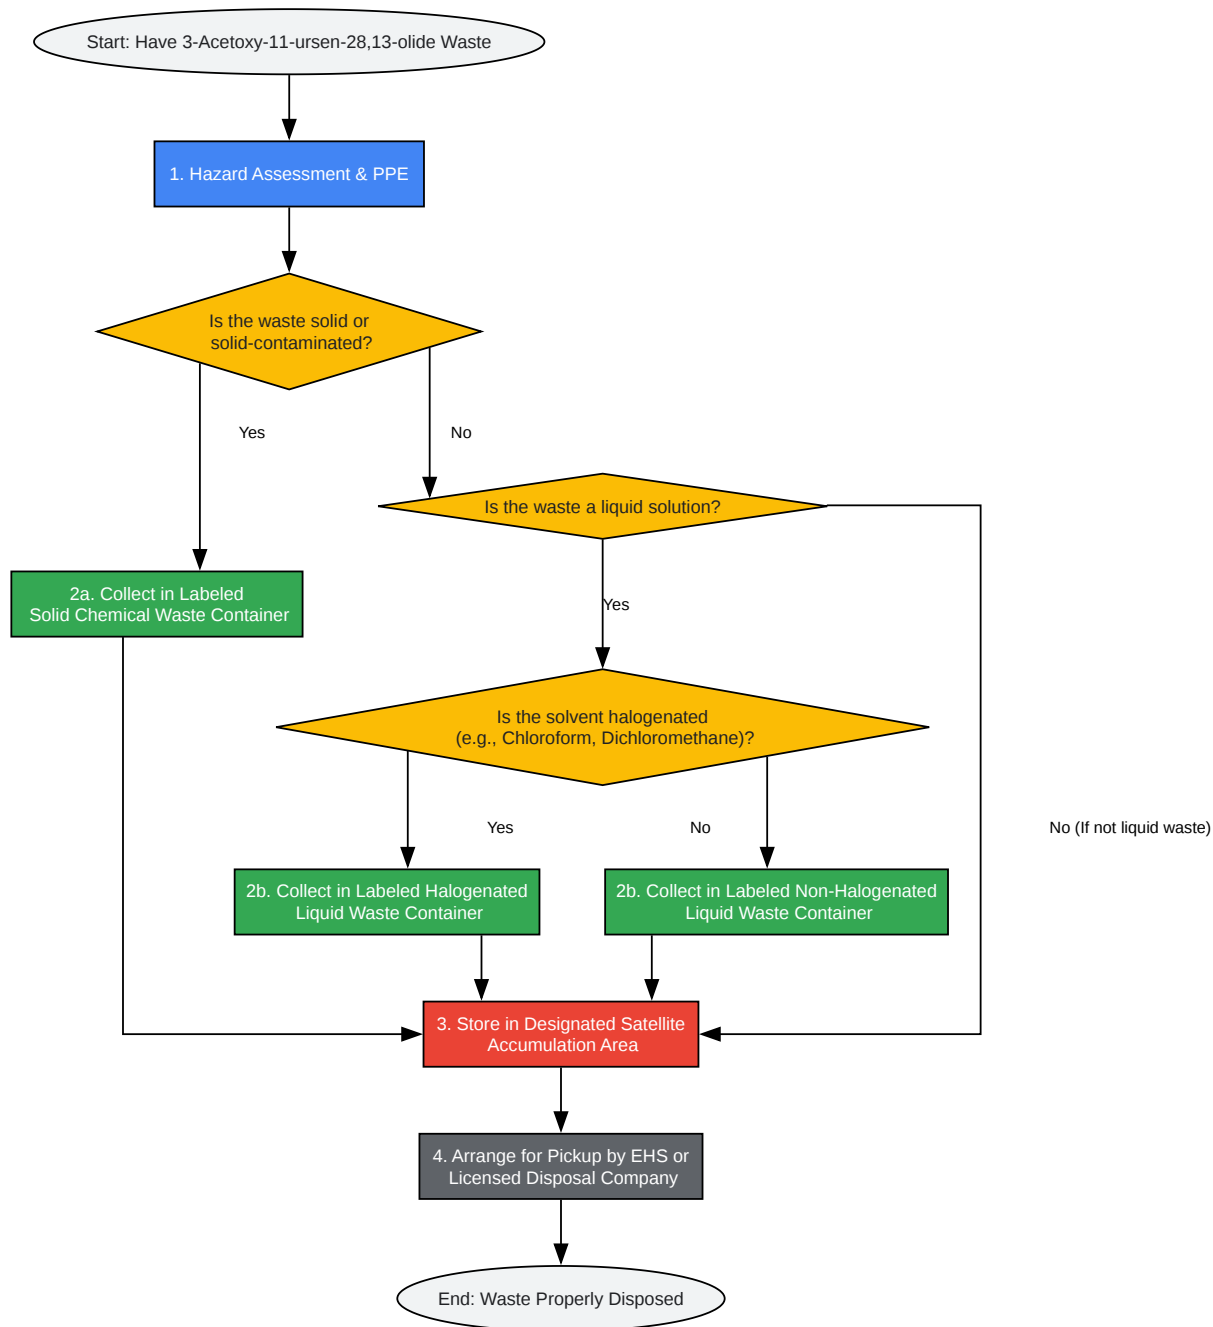 Start: Have 3-Acetoxy-11-ursen-28,13-olide Waste
1. Hazard Assessment & PPE
Is the waste solid or
solid-contaminated?
Yes
No
Is the waste a liquid solution?
2a. Collect in Labeled
Solid Chemical Waste Container
Yes
Is the solvent halogenated
(e.g., Chloroform, Dichloromethane)?
Yes
No
No (If not liquid waste)
2b. Collect in Labeled Halogenated
Liquid Waste Container
2b. Collect in Labeled Non-Halogenated
Liquid Waste Container
3. Store in Designated Satellite
Accumulation Area
4. Arrange for Pickup by EHS or
Licensed Disposal Company
End: Waste Properly Disposed